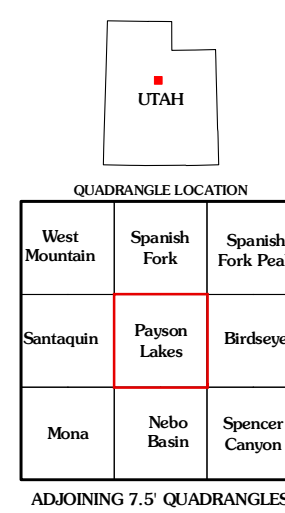 UTAH
QUADRANGLE LOCATION
West
Mountain
Spanish
Fork
Spanish
Fork Pea
Santaquin
Payson
Lakes
Birdseye
Mona
Nebo
Basin
Spencer
Canyon
ADJOINING 7.5' QUADRANGLES